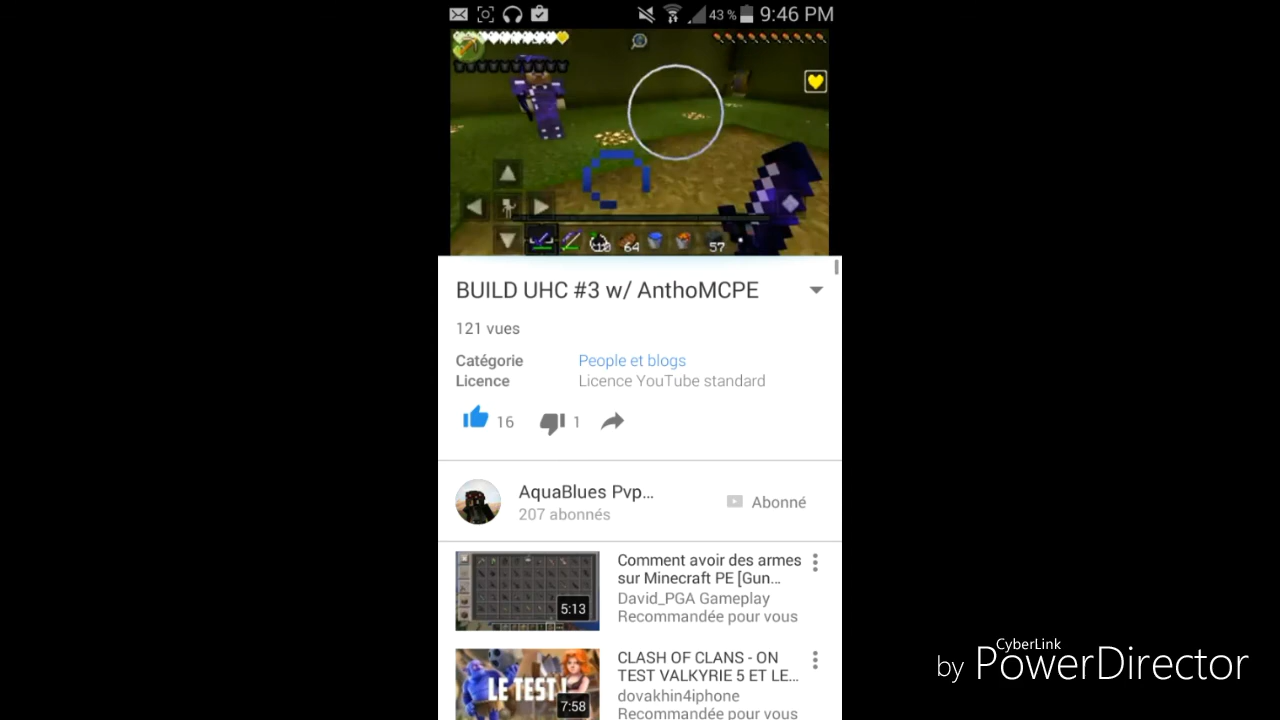 43 % 9:46 PM
10 64 57
BUILD UHC #3 w/ AnthoMCPE
121 vues
Catégorie People et blogs
Licence Licence YouTube standard
16 1
AquaBlues Pvp...
207 abonnés
Abonné
Comment avoir des armes
sur Minecraft PE [Gun...
David_PGA Gameplay
Recommandée pour vous
5:13
CLASH OF CLANS - ON
TEST VALKYRIE 5 ET LE...
dovakhin4iphone
Recommandée pour vous
LE TEST !
7:58
CyberLink
by PowerDirector